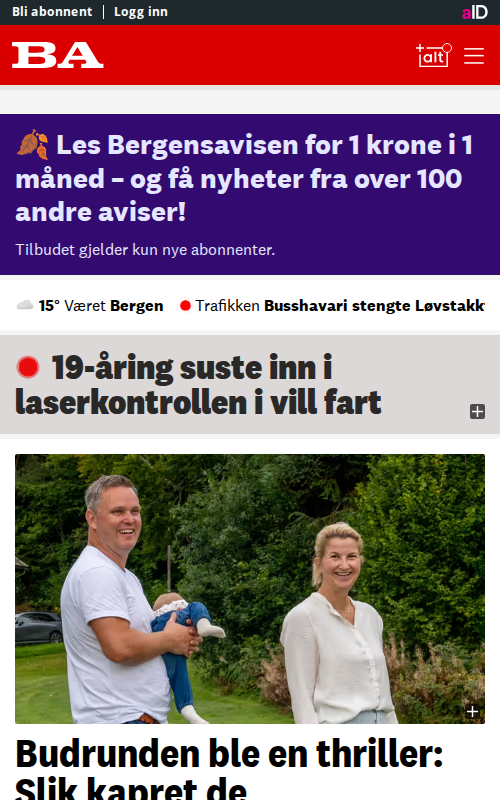 Bli abonnent | Logg inn
aID
BA
+alt
Les Bergensavisen for 1 krone i 1
måned – og få nyheter fra over 100
andre aviser!
Tilbudet gjelder kun nye abonnenter.
15° Været Bergen Trafikken Busshavari stengte Løvstakk
19-åring suste inn i
laserkontrollen i vill fart
Budrunden ble en thriller:
Slik kapret de